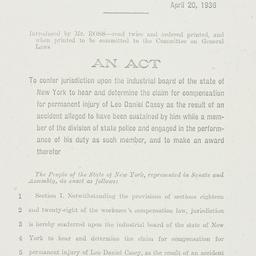 April 20, 1936
Introduced by Mr. ROSS—read twice and ordered printed, and
when printed to be committed to the Committee on General
Laws
AN ACT
To confer jurisdiction upon the industrial board of the state of
New York to hear and determine the claim for compensation
for permanent injury of Leo Daniel Casey as the result of an
accident alleged to have been sustained by him while a mem-
ber of the division of state police and engaged in the perform-
ance of his duty as such member, and to make an award
therefor
The People of the State of New York, represented in Senate and
Assembly, do enact as follows:
1 Section 1. Notwithstanding the provisions of sections eighteen
2 and twenty-eight of the workmen's compensation law, jurisdiction
3 is hereby conferred upon the industrial board of the state of New
4 York to hear and determine the claim for compensation for
5 permanent injury of Leo Daniel Casey, as the result of an accident